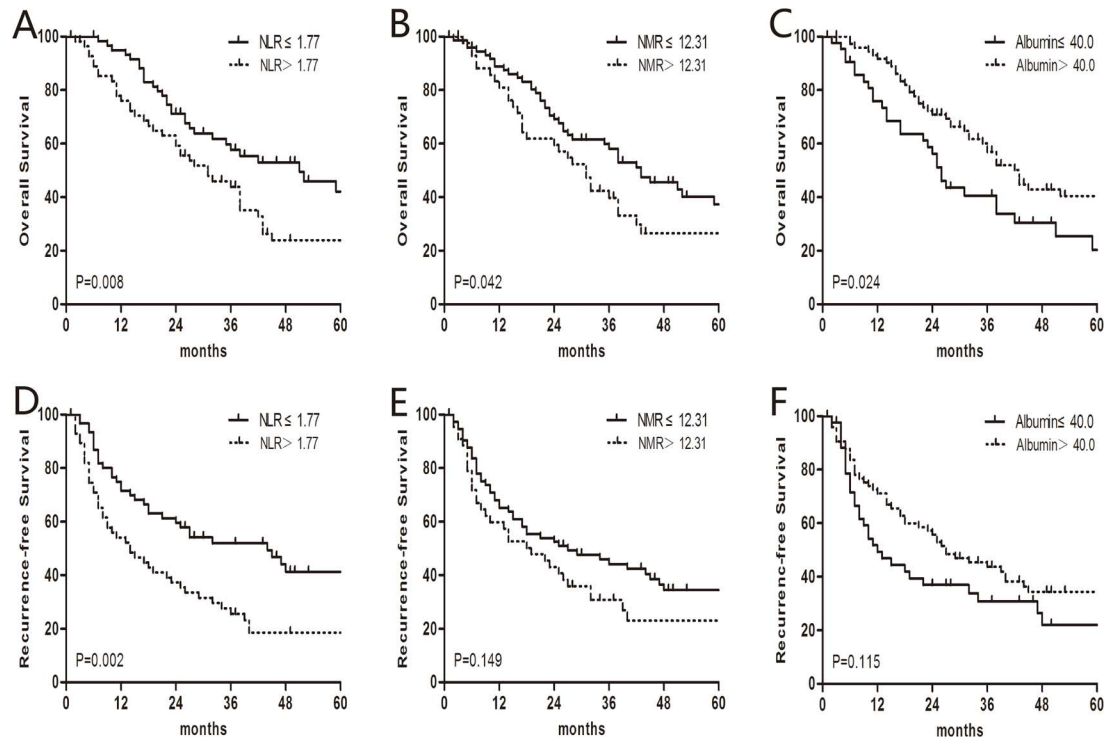 A
NLR≤ 1.77
NLR> 1.77
100
80
60
40
20
0
Overall Survival
P=0.008
0 12 24 36 48 60
months
B
NMR≤ 12.31
NMR> 12.31
100
80
60
40
20
0
Overall Survival
P=0.042
0 12 24 36 48 60
months
C
Albumin≤ 40.0
Albumin> 40.0
100
80
60
40
20
0
Overall Survival
P=0.024
0 12 24 36 48 60
months
D
NLR≤ 1.77
NLR> 1.77
100
80
60
40
20
0
Recurrence-free Survival
P=0.002
0 12 24 36 48 60
months
E
NMR≤ 12.31
NMR> 12.31
100
80
60
40
20
0
Recurrence-free Survival
P=0.149
0 12 24 36 48 60
months
F
Albumin≤ 40.0
Albumin> 40.0
100
80
60
40
20
0
Recurrenc-free Survival
P=0.115
0 12 24 36 48 60
months